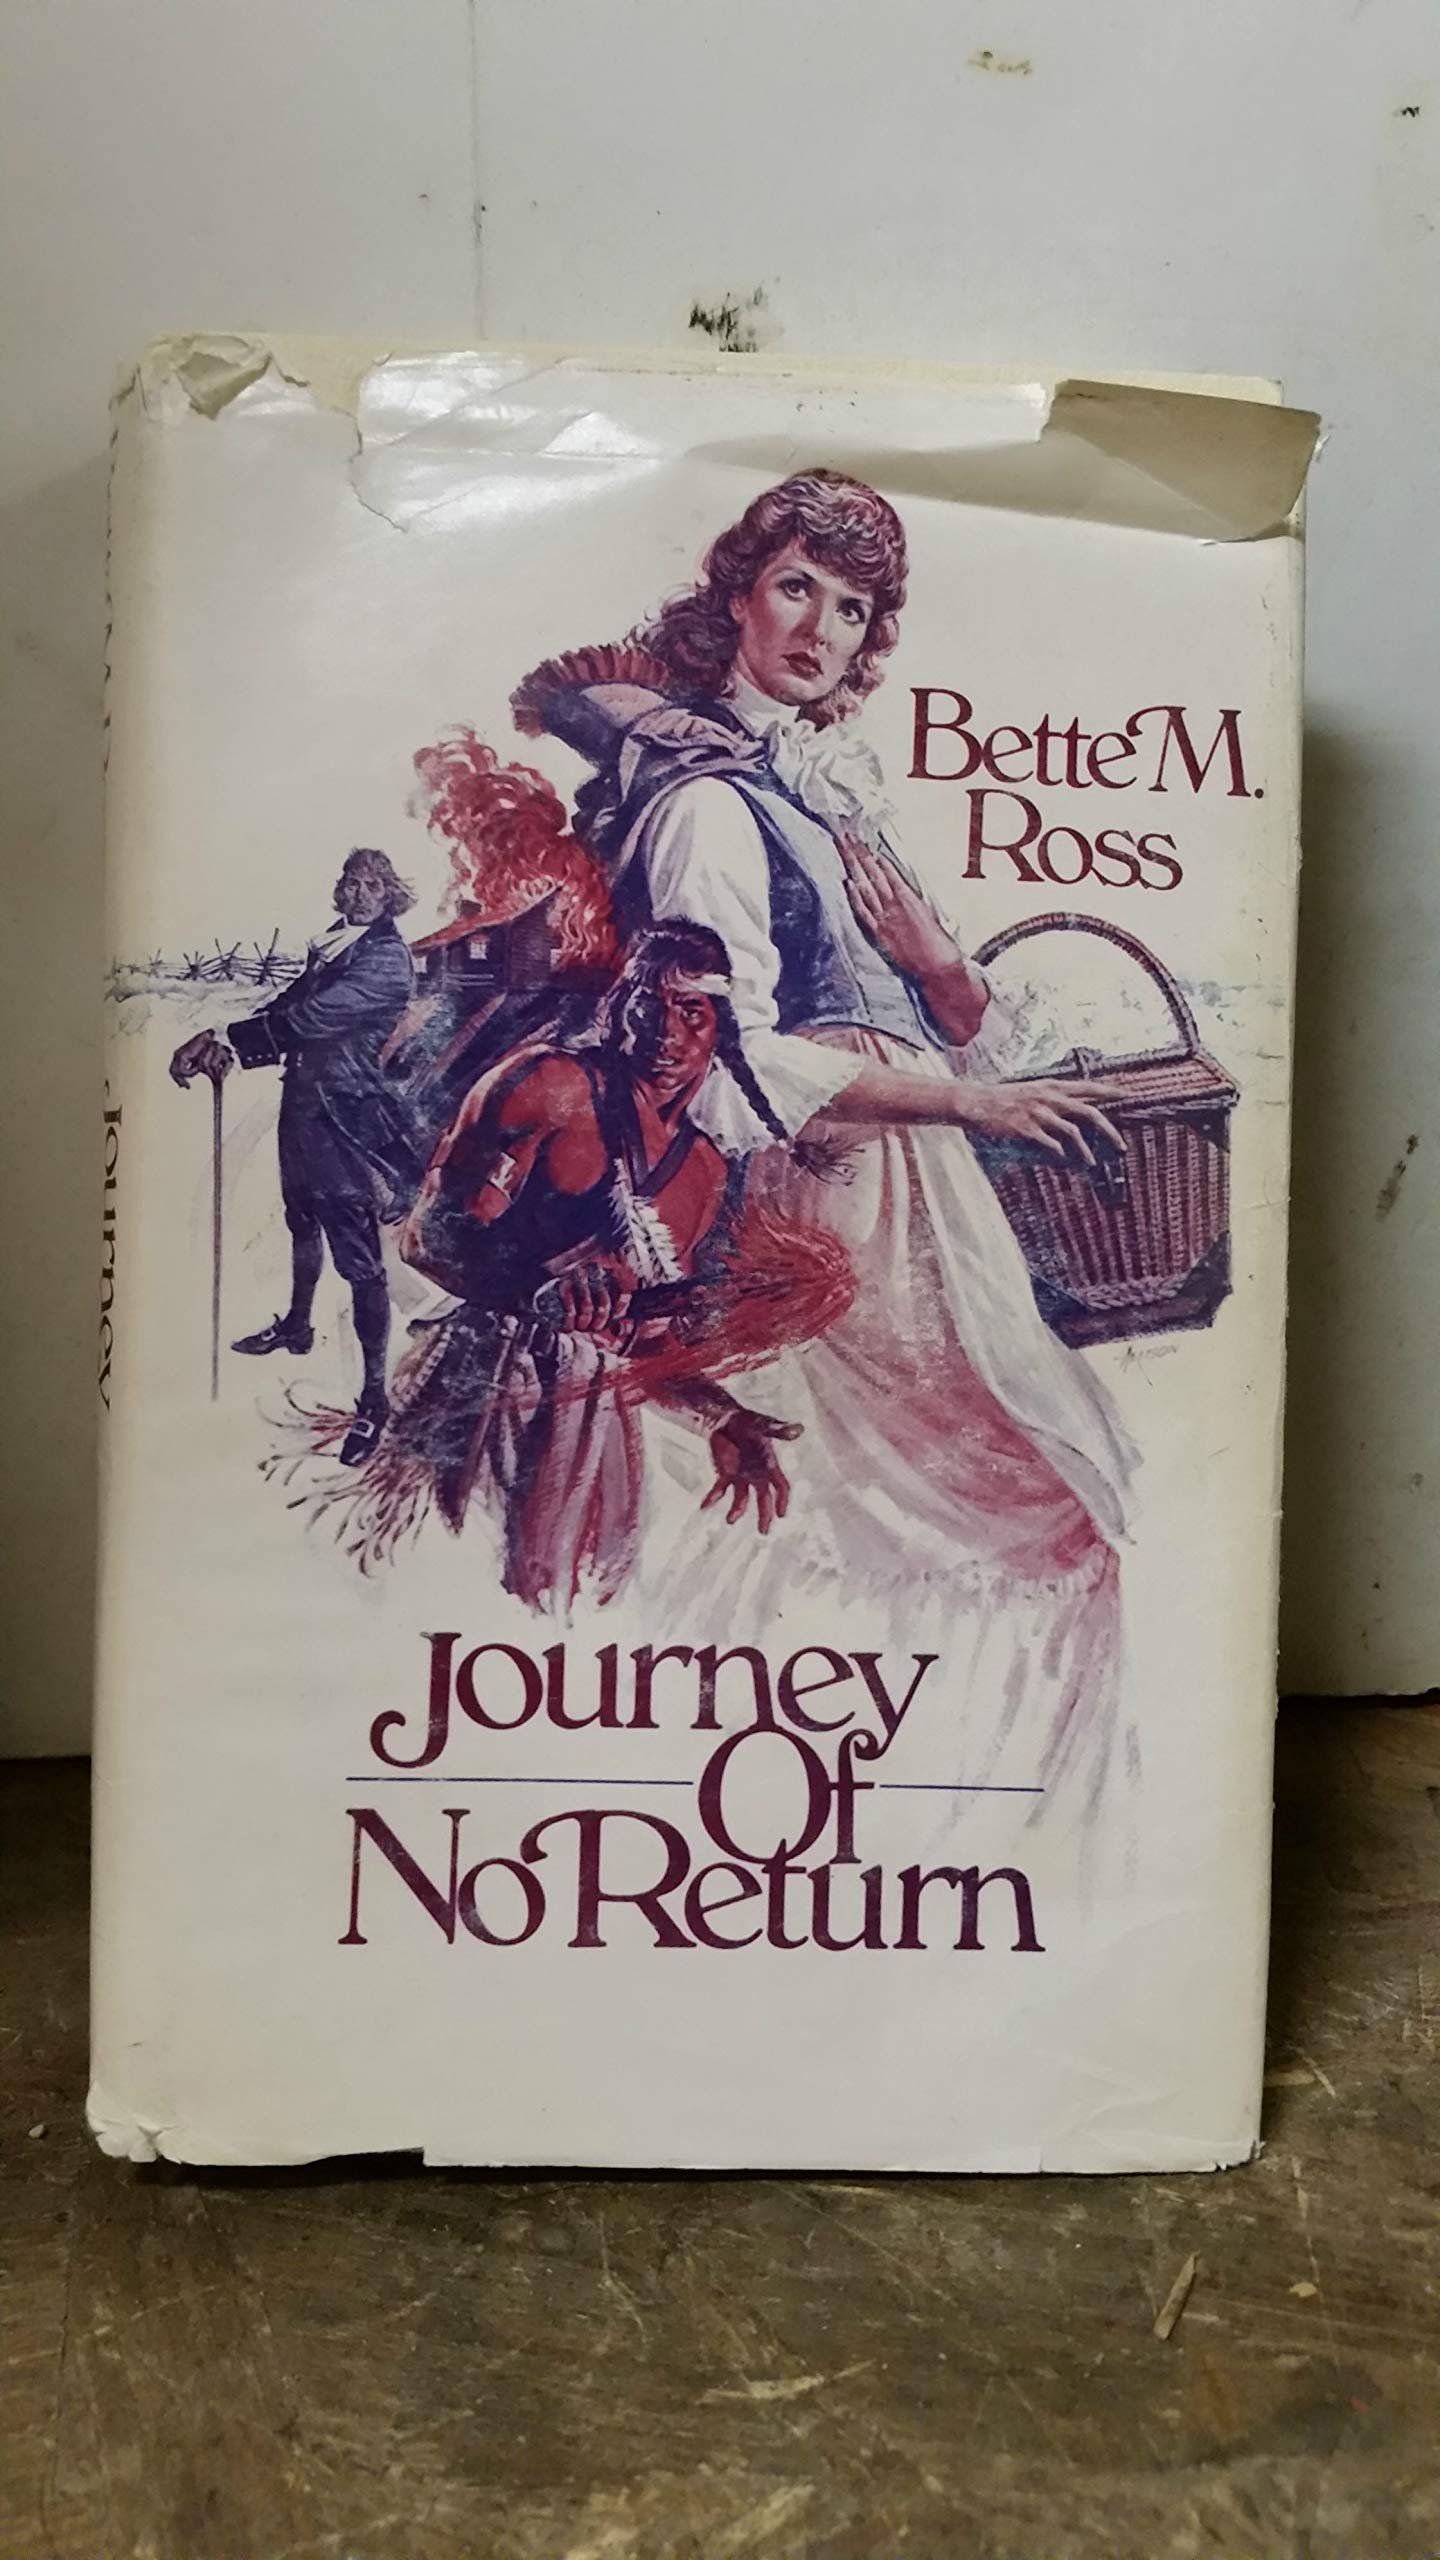 Bette M.
Ross
Journey
Of
No Return
Journey